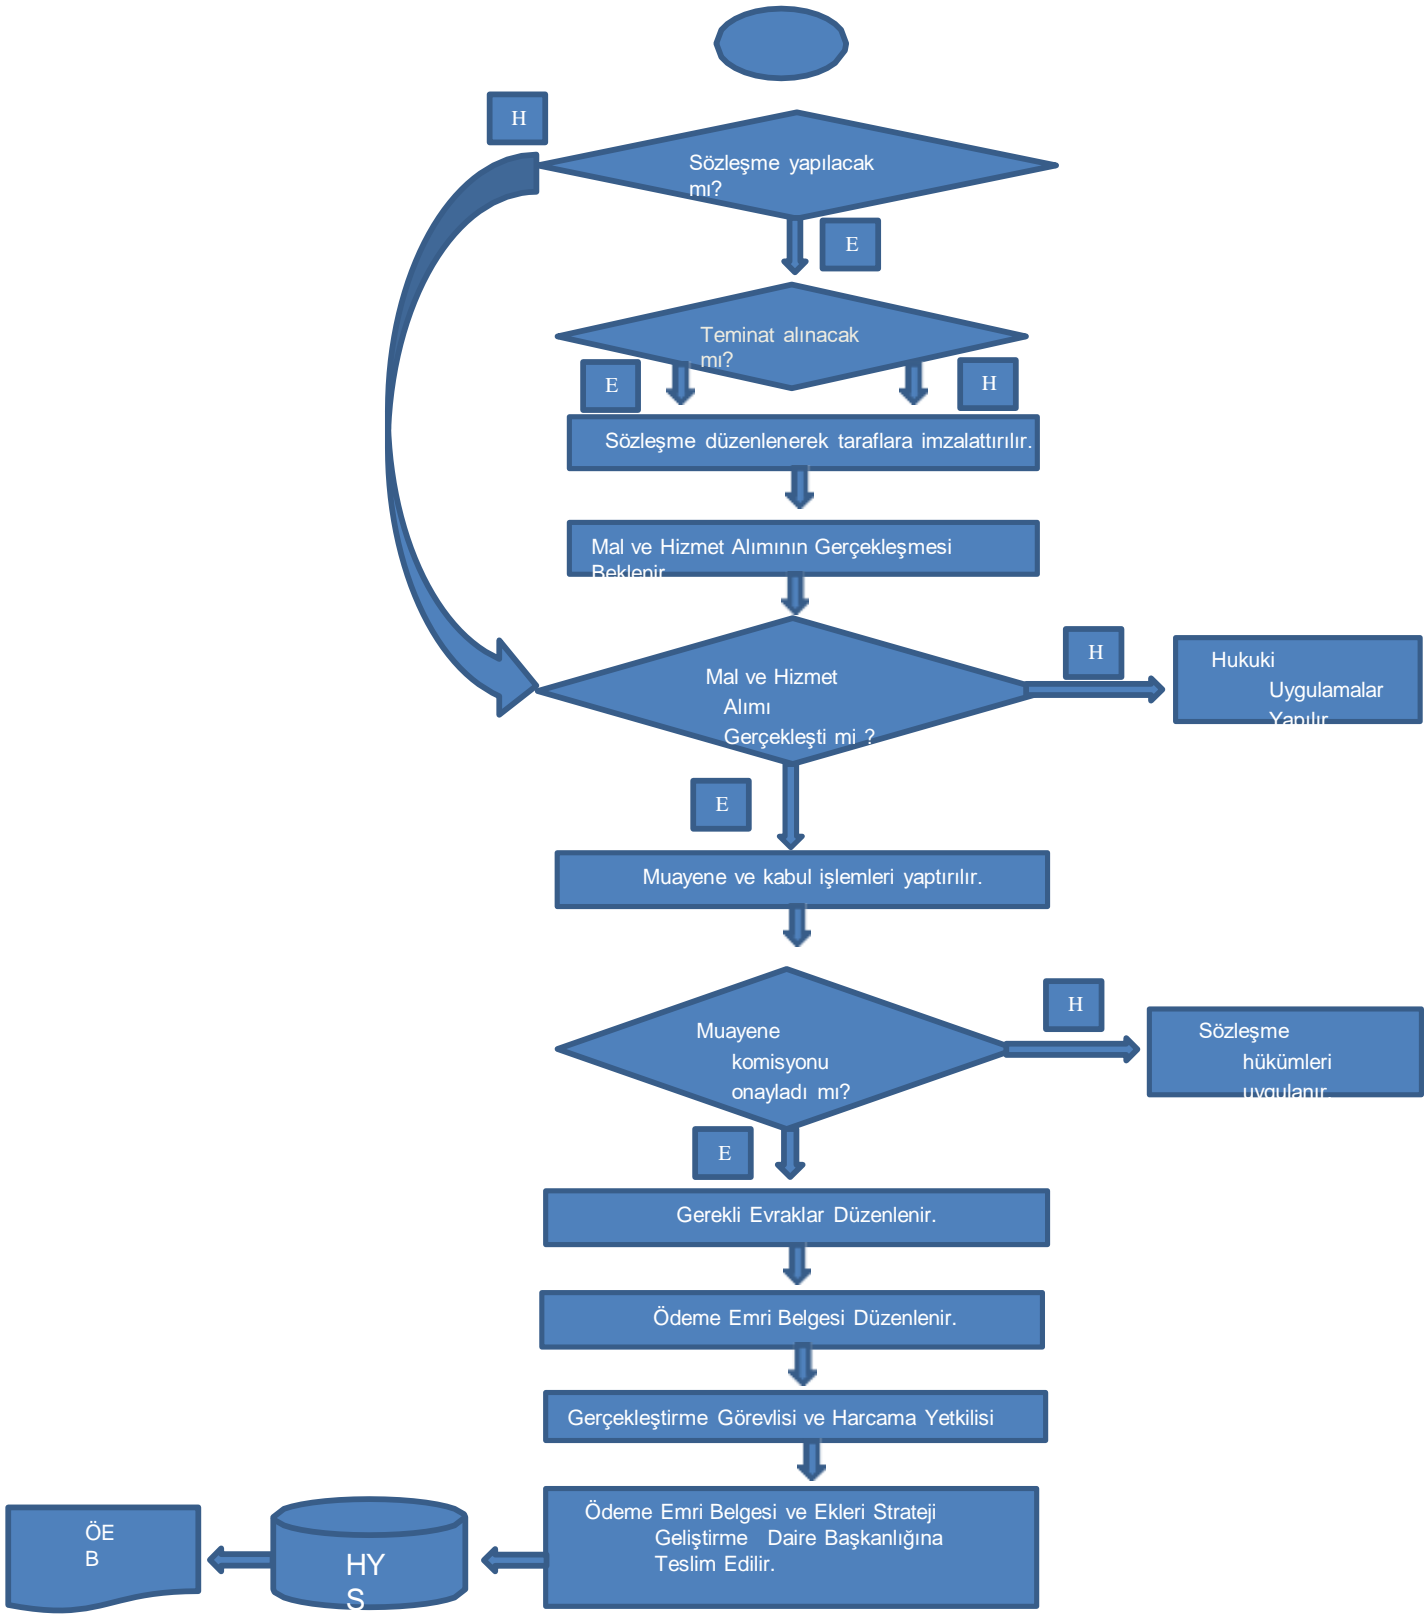 H
Sözleşme yapılacak
mı?
E
Teminat alınacak
mı?
E
H
Sözleşme düzenlenerek taraflara imzalattırılır.
Mal ve Hizmet Alımının Gerçekleşmesi
Beklenir
Mal ve Hizmet
Alımı
Gerçekleşti mi ?
H
Hukuki
Uygulamalar
Yapılır
E
Muayene ve kabul işlemleri yaptırılır.
Muayene
komisyonu
onayladı mı?
H
Sözleşme
hükümleri
uygulanır.
E
Gerekli Evraklar Düzenlenir.
Ödeme Emri Belgesi Düzenlenir.
Gerçekleştirme Görevlisi ve Harcama Yetkilisi
Ödeme Emri Belgesi ve Ekleri Strateji
Geliştirme Daire Başkanlığına
Teslim Edilir.
HY
S
ÖE
B